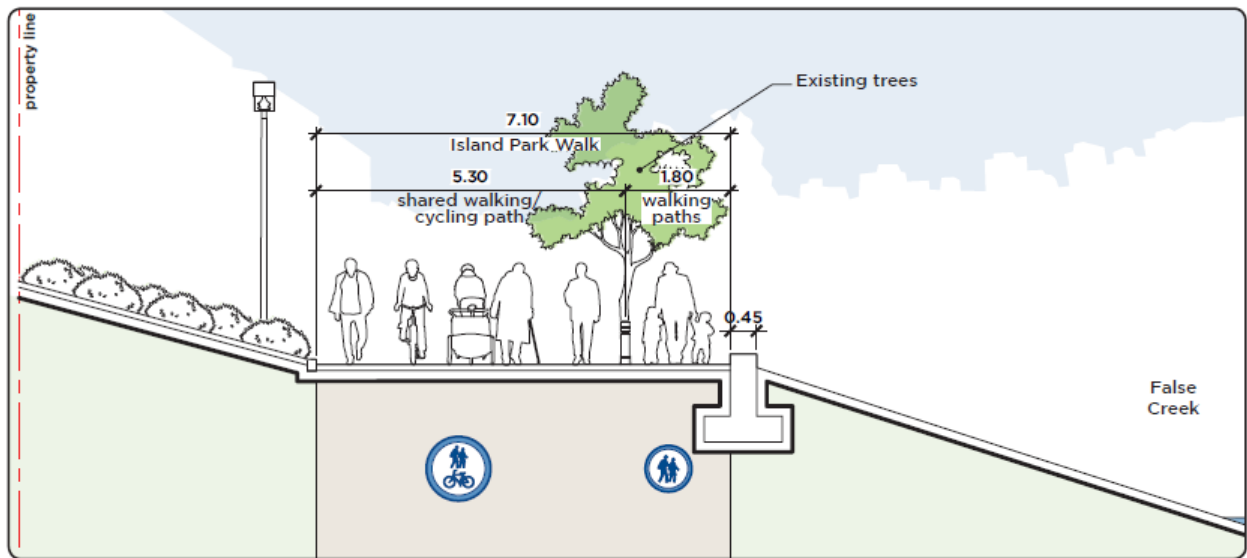 property line
Existing trees
7.10
Island Park Walk
5.30
1.80
shared walking/
cycling path
walking
paths
0.45
False
Creek